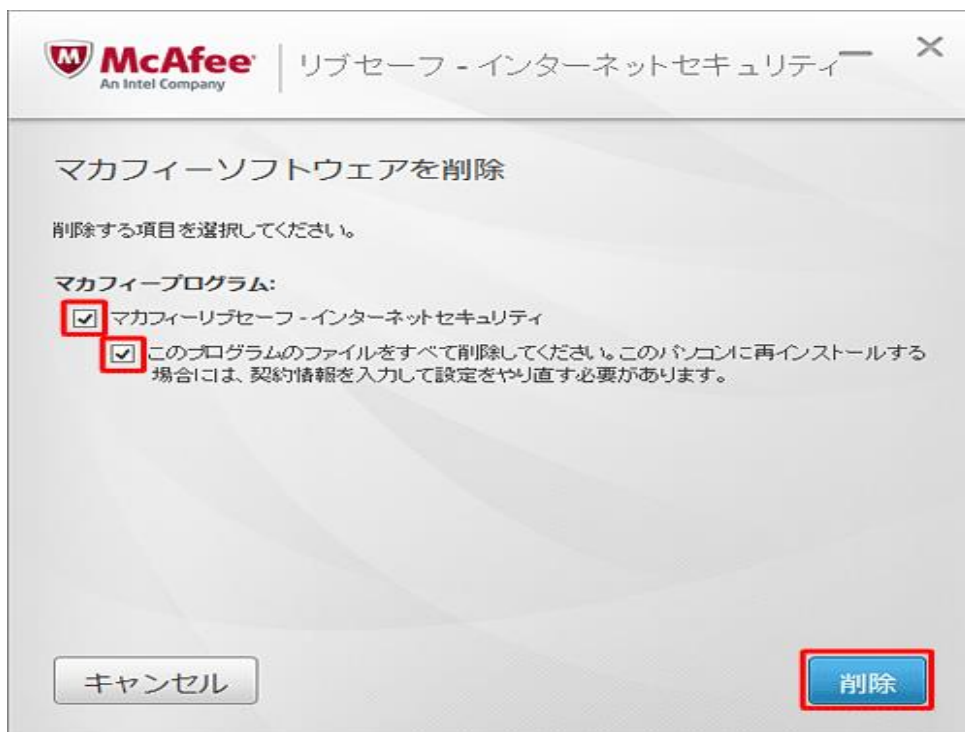 McAfee リブセーフ - インターネットセキュリティ
An Intel Company
マカフィーソフトウェアを削除
削除する項目を選択してください。
マカフィープログラム:
マカフィーリブセーフ - インターネットセキュリティ
このプログラムのファイルをすべて削除してください。このパソコンに再インストールする
場合には、契約情報を入力して設定をやり直す必要があります。
キャンセル 削除